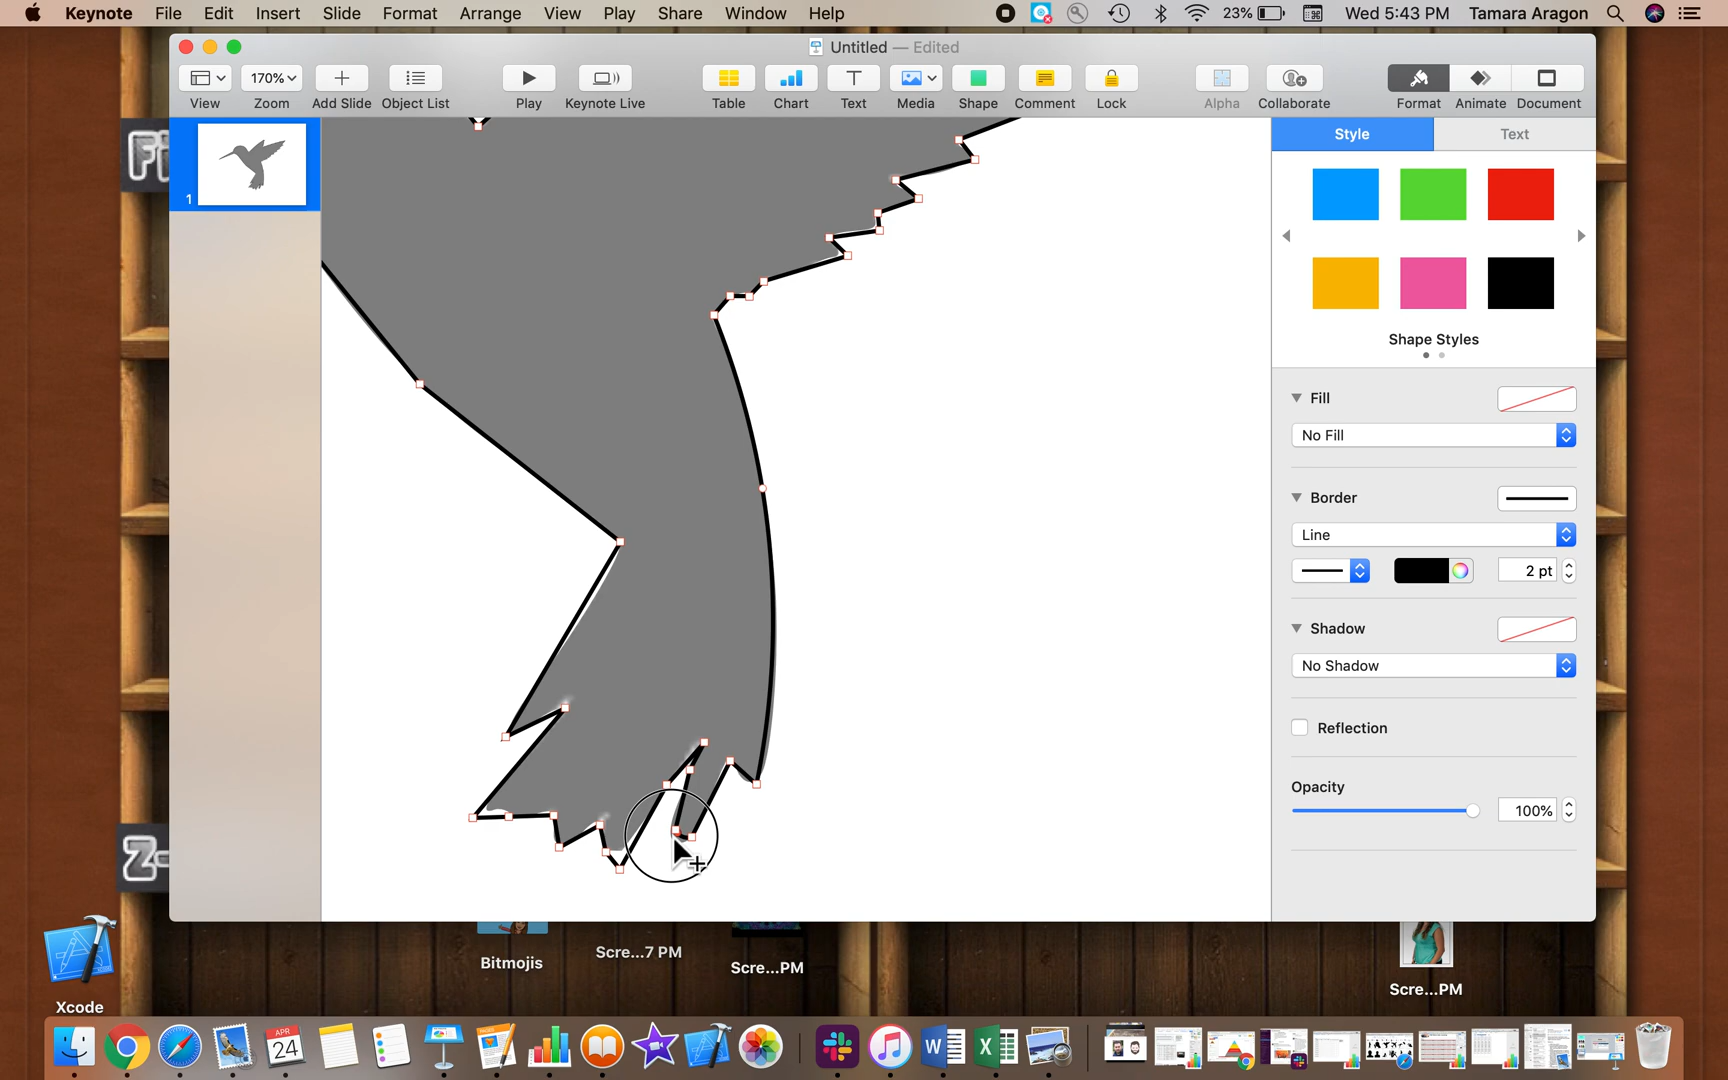 Keynote File Edit Insert Slide Format Arrange View Play Share Window Help 23% Wed 5:43 PM Tamara Aragon
Untitled — Edited
170%
View Zoom Add Slide Object List Play Keynote Live Table Chart Text Media Shape Comment Lock Alpha Collaborate Format Animate Document
Style Text
Fi
1
Shape Styles
Fill
No Fill
Border
Line
2 pt
Shadow
No Shadow
Reflection
Opacity
100%
Z-
Bitmojis
Scre...7 PM
Scre...PM
Scre...PM
Xcode
APR
24